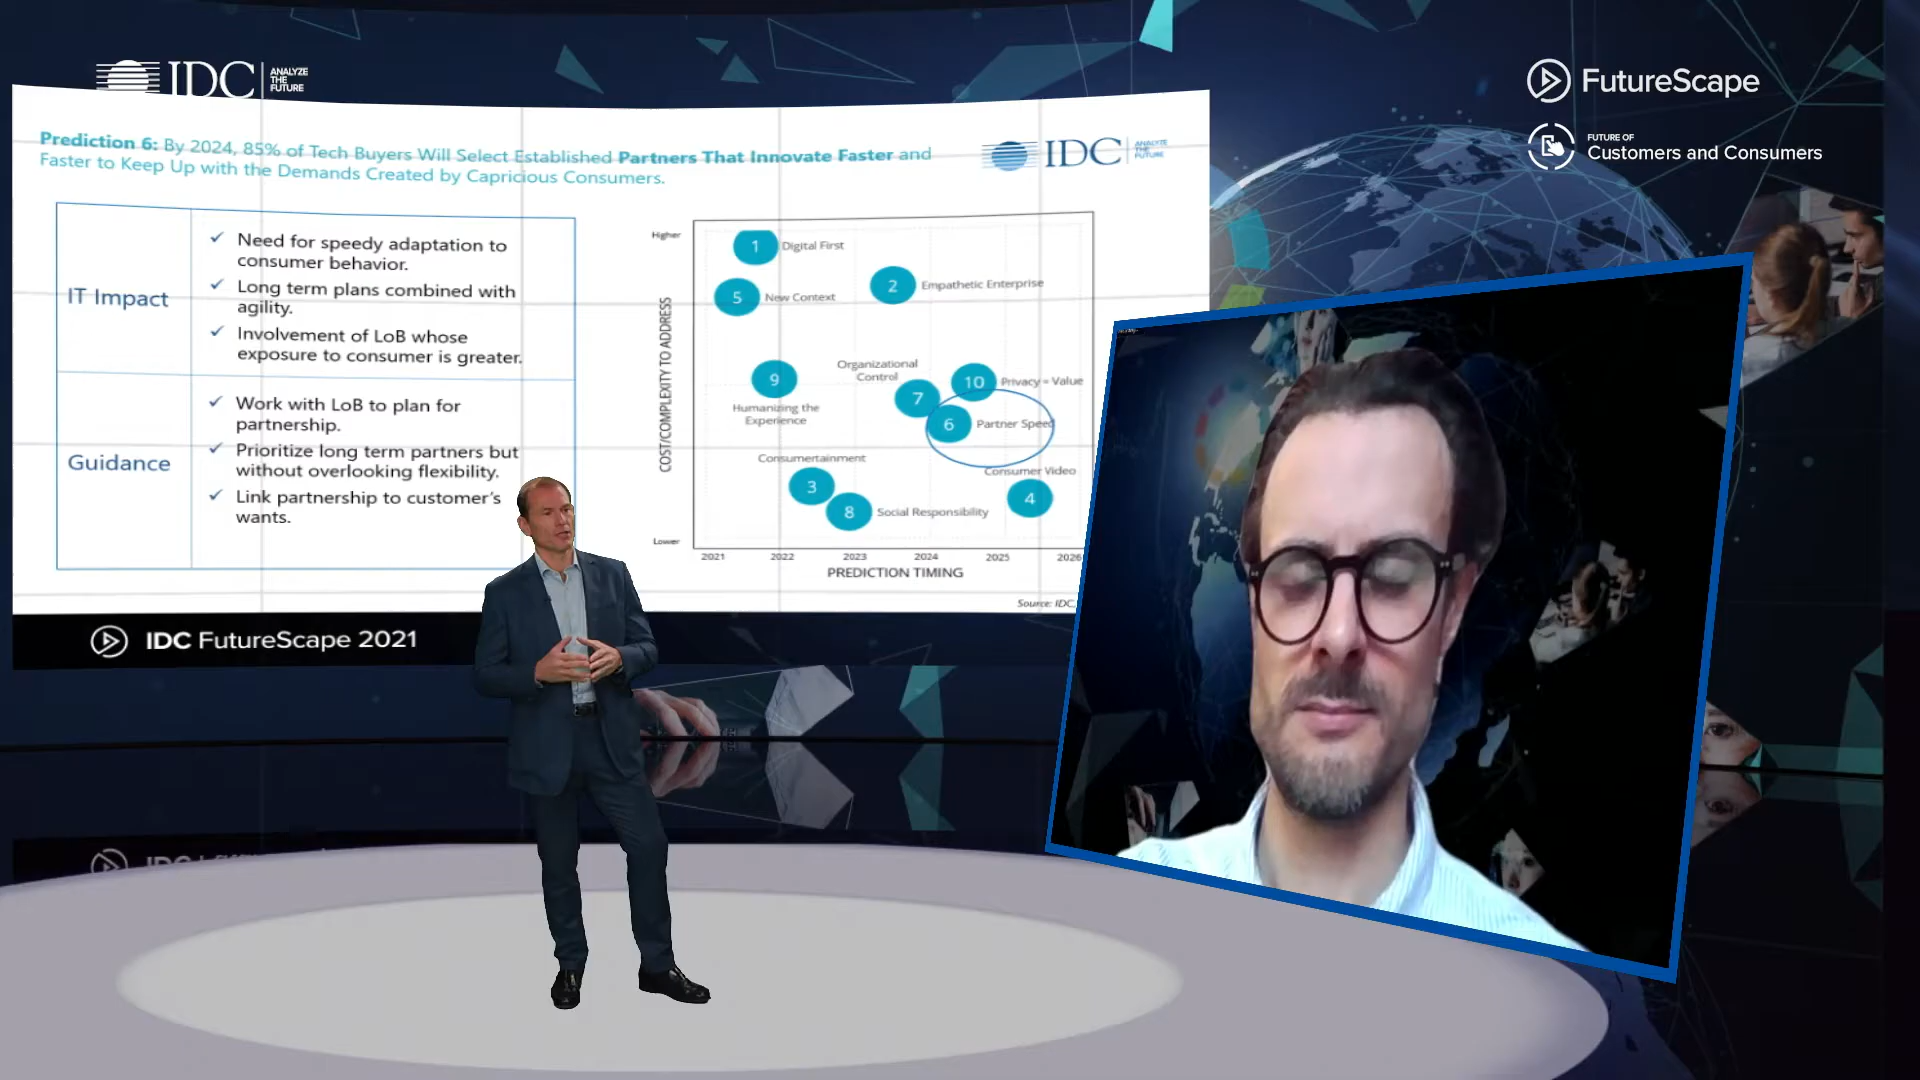 IDC ANALYZE THE FUTURE
FutureScape
FUTURE OF
Customers and Consumers
Prediction 6: By 2024, 85% of Tech Buyers Will Select Established Partners That Innovate Faster and
Faster to Keep Up with the Demands Created by Capricious Consumers.
IDC ANALYZE THE FUTURE
IT Impact
✓ Need for speedy adaptation to
consumer behavior.
✓ Long term plans combined with
agility.
✓ Involvement of LoB whose
exposure to consumer is greater.
Guidance
✓ Work with LoB to plan for
partnership.
✓ Prioritize long term partners but
without overlooking flexibility.
✓ Link partnership to customer's
wants.
COST/COMPLEXITY TO ADDRESS
Higher
1 Digital First
2 Empathetic Enterprise
5 New Context
Organizational
Control
9
10 Privacy = Value
7
Humanizing the
Experience
6 Partner Speed
Consumertainment
Consumer Video
3
4
8 Social Responsibility
Lower
2021 2022 2023 2024 2025 2026
PREDICTION TIMING
Source: IDC,
IDC FutureScape 2021